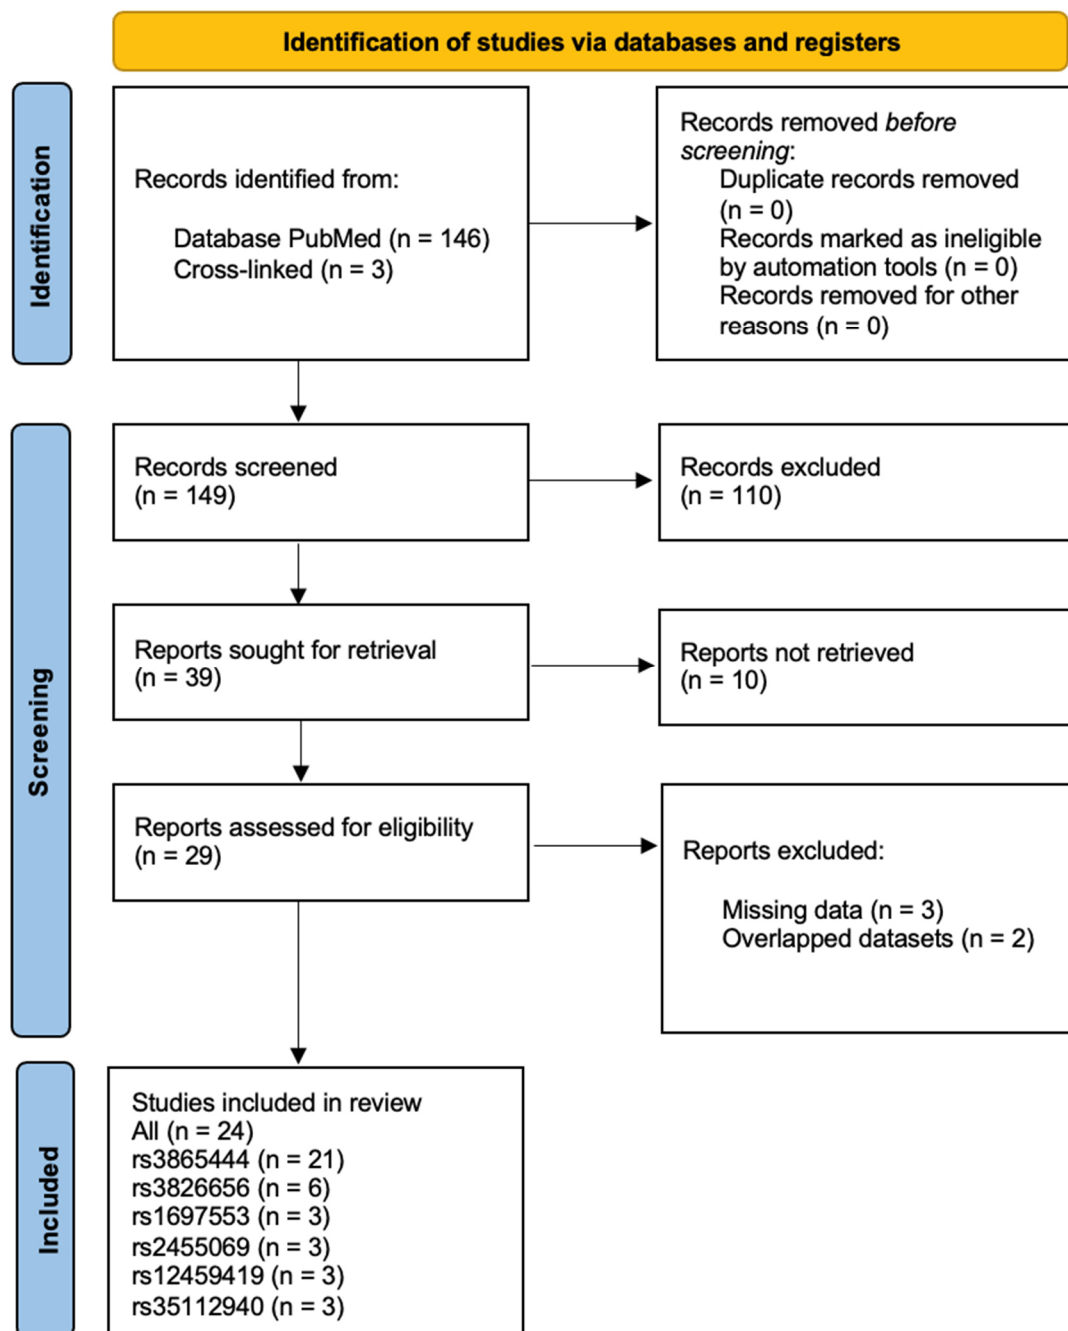 Identification of studies via databases and registers
Identification
Records identified from:
Database PubMed (n = 146)
Cross-linked (n = 3)
Records removed before
screening:
Duplicate records removed
(n = 0)
Records marked as ineligible
by automation tools (n = 0)
Records removed for other
reasons (n = 0)
Screening
Records screened
(n = 149)
Records excluded
(n = 110)
Reports sought for retrieval
(n = 39)
Reports not retrieved
(n = 10)
Reports assessed for eligibility
(n = 29)
Reports excluded:
Missing data (n = 3)
Overlapped datasets (n = 2)
Included
Studies included in review
All (n = 24)
rs3865444 (n = 21)
rs3826656 (n = 6)
rs1697553 (n = 3)
rs2455069 (n = 3)
rs12459419 (n = 3)
rs35112940 (n = 3)